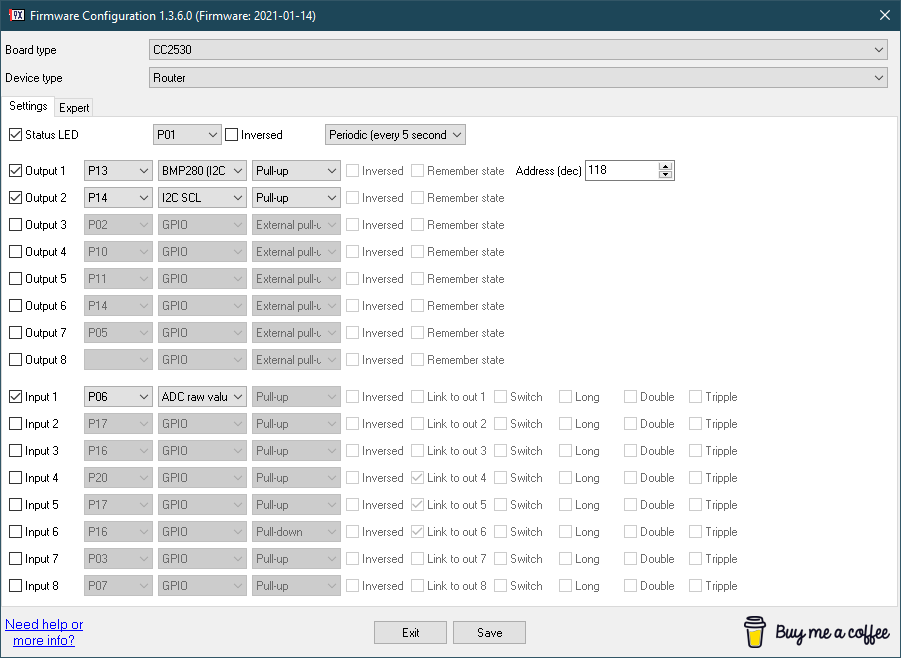 Firmware Configuration 1.3.6.0 (Firmware: 2021-01-14)
Board type CC2530
Device type Router
Settings Expert
Status LED P01 Inversed Periodic (every 5 second
Output 1 P13 BMP280 (I2C Pull-up Inversed Remember state Address (dec) 118
Output 2 P14 I2C SCL Pull-up Inversed Remember state
Output 3 P02 GPIO External pull-u Inversed Remember state
Output 4 P10 GPIO External pull-u Inversed Remember state
Output 5 P11 GPIO External pull-u Inversed Remember state
Output 6 P14 GPIO External pull-u Inversed Remember state
Output 7 P05 GPIO External pull-u Inversed Remember state
Output 8 GPIO External pull-u Inversed Remember state
Input 1 P06 ADC raw valu Pull-up Inversed Link to out 1 Switch Long Double Tripple
Input 2 P17 GPIO Pull-up Inversed Link to out 2 Switch Long Double Tripple
Input 3 P16 GPIO Pull-up Inversed Link to out 3 Switch Long Double Tripple
Input 4 P20 GPIO Pull-up Inversed Link to out 4 Switch Long Double Tripple
Input 5 P17 GPIO Pull-up Inversed Link to out 5 Switch Long Double Tripple
Input 6 P16 GPIO Pull-down Inversed Link to out 6 Switch Long Double Tripple
Input 7 P03 GPIO Pull-up Inversed Link to out 7 Switch Long Double Tripple
Input 8 P07 GPIO Pull-up Inversed Link to out 8 Switch Long Double Tripple
Need help or
more info?
Exit Save
Buy me a coffee